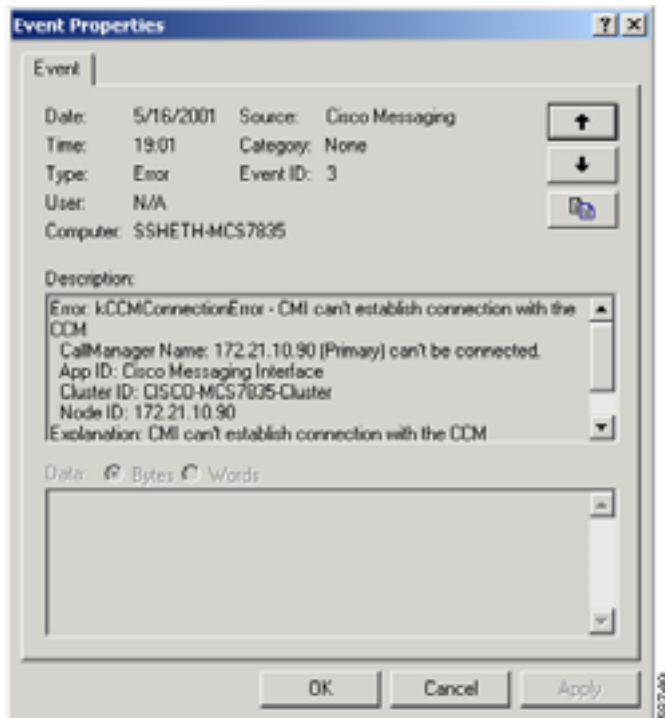 Event Properties
Event
Date: 5/16/2001 Source: Cisco Messaging
Time: 19:01 Category: None
Type: Error Event ID: 3
User: N/A
Computer: SSHETH-MCS7835
Description:
Error: kCCMConnectionError - CMI can't establish connection with the
CCM
CallManager Name: 172.21.10.90 (Primary) can't be connected.
App ID: Cisco Messaging Interface
Cluster ID: CISCO-MCS7835-Cluster
Node ID: 172.21.10.90
Explanation: CMI can't establish connection with the CCM
Data: Bytes Words
OK Cancel Apply